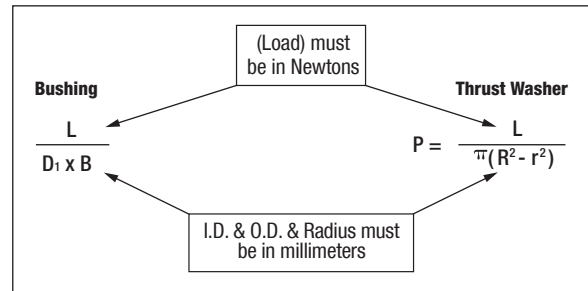 (Load) must
be in Newtons
Bushing
Thrust Washer
L
D₁ x B
P = L
π(R² - r²)
I.D. & O.D. & Radius must
be in millimeters